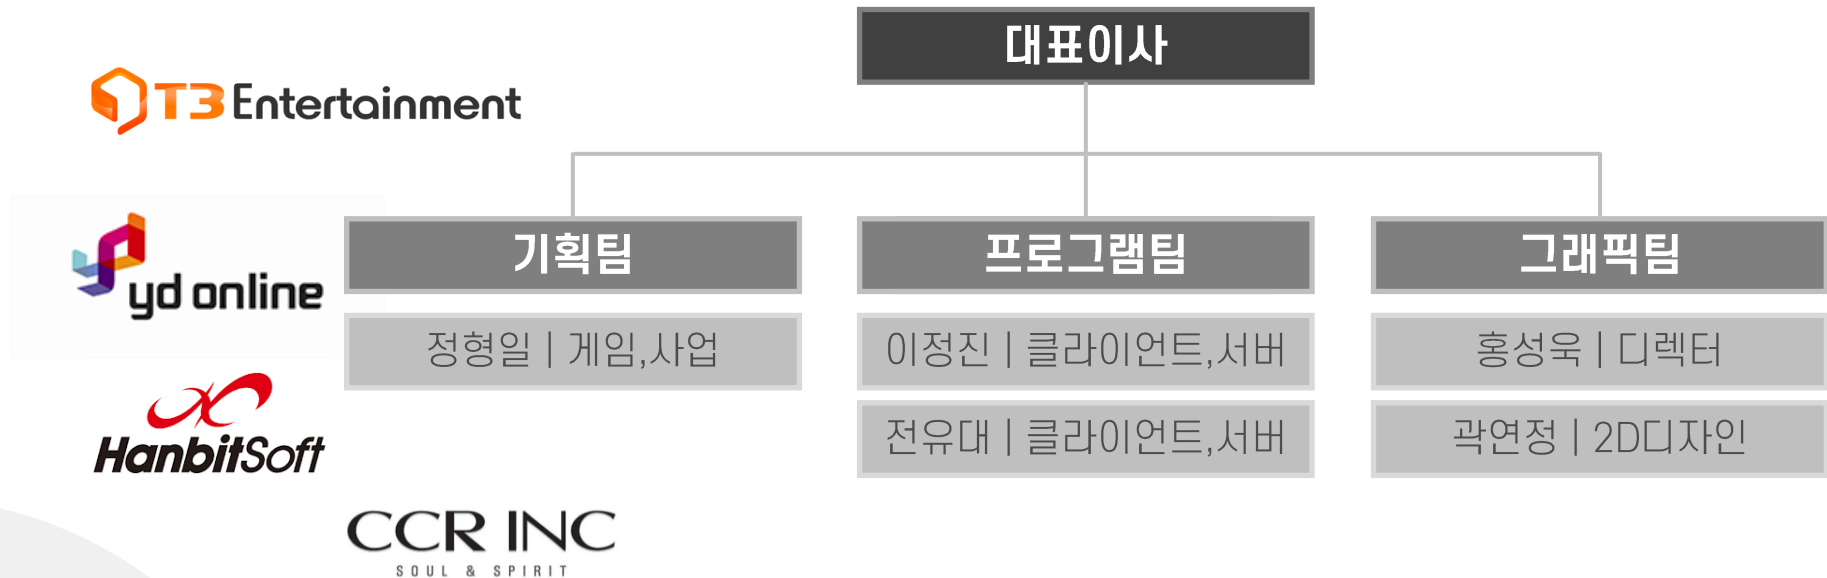 대표이사
T3 Entertainment
yd online
HanbitSoft
CCR INC
SOUL & SPIRIT
기획팀
정형일 | 게임,사업
프로그램팀
이정진 | 클라이언트,서버
전유대 | 클라이언트,서버
그래픽팀
홍성욱 | 디렉터
곽연정 | 2D디자인